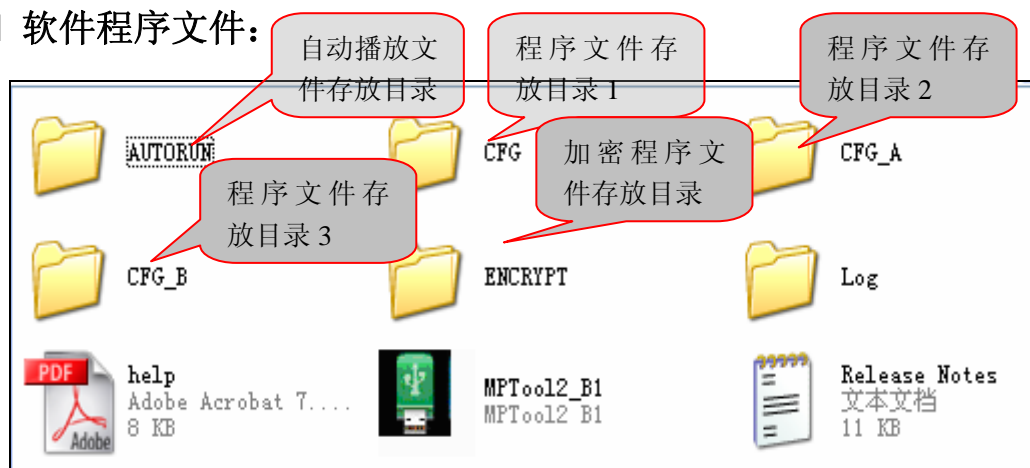 软件程序文件：
自动播放文
件存放目录
程序文件存
放目录 1
程序文件存
放目录 2
AUTORUN
CFG
加密程序文
件存放目录
CFG_A
程序文件存
放目录 3
CFG_B
ENCRYPT
Log
PDF
Adobe
help
Adobe Acrobat 7....
8 KB
MPTool2_B1
MPTool2 B1
Release Notes
文本文档
11 KB